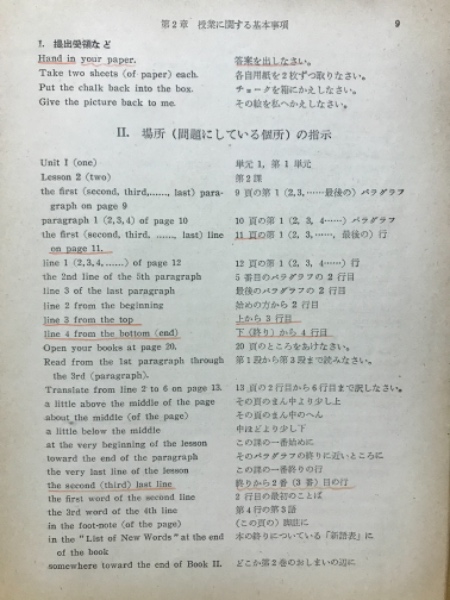 第2章 授業に関する基本事項 9
7. 提出受領など
Hand in your paper. 答案を出しなさい。
Take two sheets (of paper) each. 各自用紙を2枚ずつ取りなさい。
Put the chalk back into the box. チョークを箱にかえしなさい。
Give the picture back to me. その絵を私へかえしなさい。
II. 場所（問題にしている個所）の指示
Unit I (one) 単元 1, 第 1 単元
Lesson 2 (two) 第2課
the first (second, third,......, last) para- 9 頁の第 1 (2,3,……最後の) パラグラフ
graph on page 9
paragraph 1 (2,3,4) of page 10 10 頁の第 1 (2, 3, 4……) パラグラフ
the first (second, third, ......, last) line 11 頁の第 1 (2, 3,……, 最後の) 行
on page 11.
line 1 (2,3,4,......) of page 12 12 頁の第 1 (2, 3, 4……) 行
the 2nd line of the 5th paragraph 5 番目のパラグラフの 2 行目
line 3 of the last paragraph 最後のパラグラフの 2 行目
line 2 from the beginning 始めの方から 2 行目
line 3 from the top 上から 3 行目
line 4 from the bottom (end) 下（終り）から 4 行目
Open your books at page 20. 20 頁のところをあけなさい。
Read from the 1st paragraph through 第1段から第3段まで読みなさい。
the 3rd (paragraph).
Translate from line 2 to 6 on page 13. 13 頁の2行目から6行目まで訳しなさい。
a little above the middle of the page その頁のまん中より少し上
about the middle (of the page) その頁のまん中のへん
a little below the middle 中ほどより少し下
at the very beginning of the lesson この課の一番始めに
toward the end of the paragraph そのパラグラフの終りに近いところに
the very last line of the lesson この課の一番終りの行
the second (third) last line 終りから2番（3 番）目の行
the first word of the second line 2 行目の最初のことば
the 3rd word of the 4th line 第4行の第3語
in the foot-note (of the page) （この頁の）脚註に
in the "List of New Words" at the end 本の終りについている「新語表」に
of the book
somewhere toward the end of Book II. どこか第2巻のおしまいの辺に